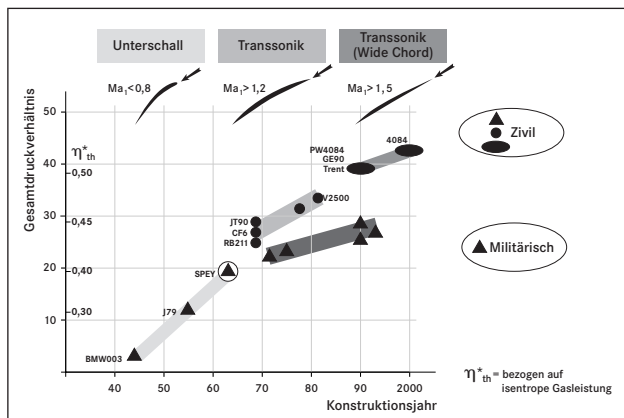 Unterschall
Transsonik
Transsonik
(Wide Chord)
Ma₁<0,8
Ma₁> 1,2
Ma₁> 1,5
Gesamtdruckverhältnis
50
40
30
20
10
η*th
0,50
0,45
0,40
0,30
BMW003
J79
SPEY
JT90
CF6
RB211
V2500
PW4084
GE90
Trent
4084
Zivil
Militärisch
40 50 60 70 80 90 2000
Konstruktionsjahr
η*th = bezogen auf
isentrope Gasleistung